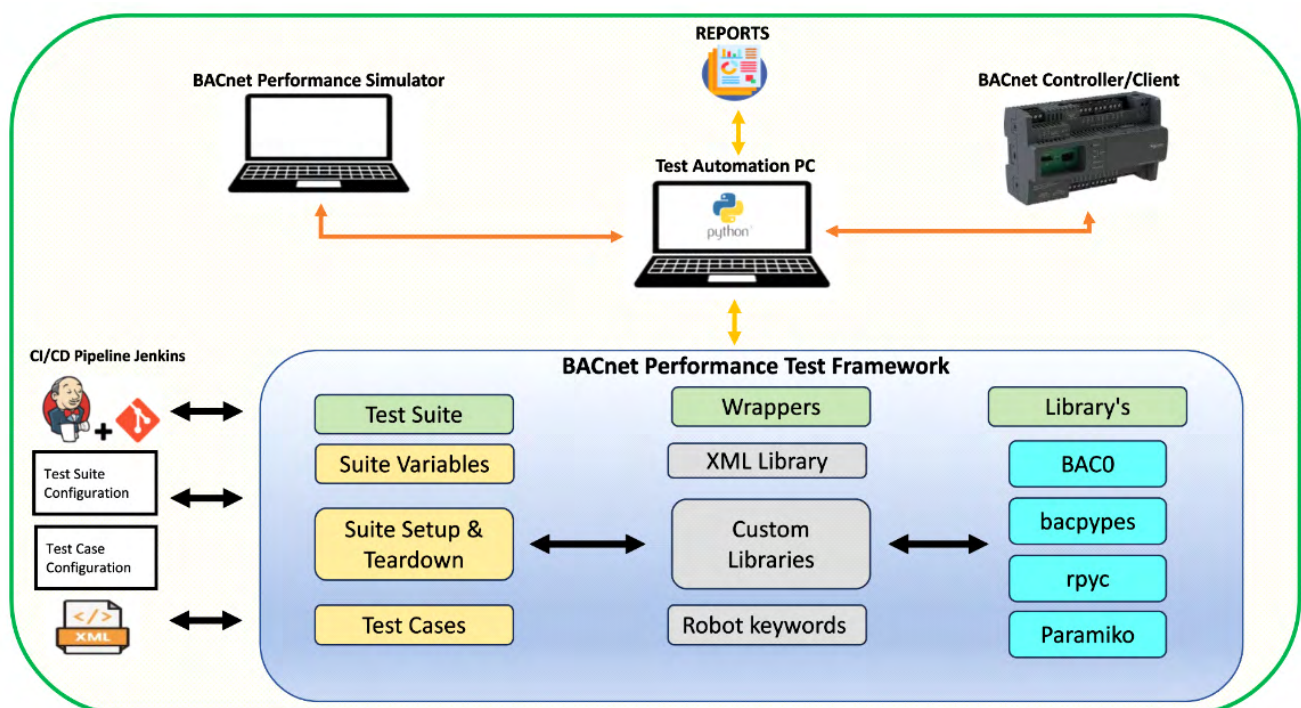 REPORTS
BACnet Performance Simulator
BACnet Controller/Client
Test Automation PC
python
CI/CD Pipeline Jenkins
+
BACnet Performance Test Framework
Test Suite
Wrappers
Library's
Suite Variables
XML Library
BAC0
Test Suite
Configuration
Suite Setup &
Teardown
Custom
Libraries
bacpypes
Test Case
Configuration
rpyc
</>
XML
Test Cases
Robot keywords
Paramiko